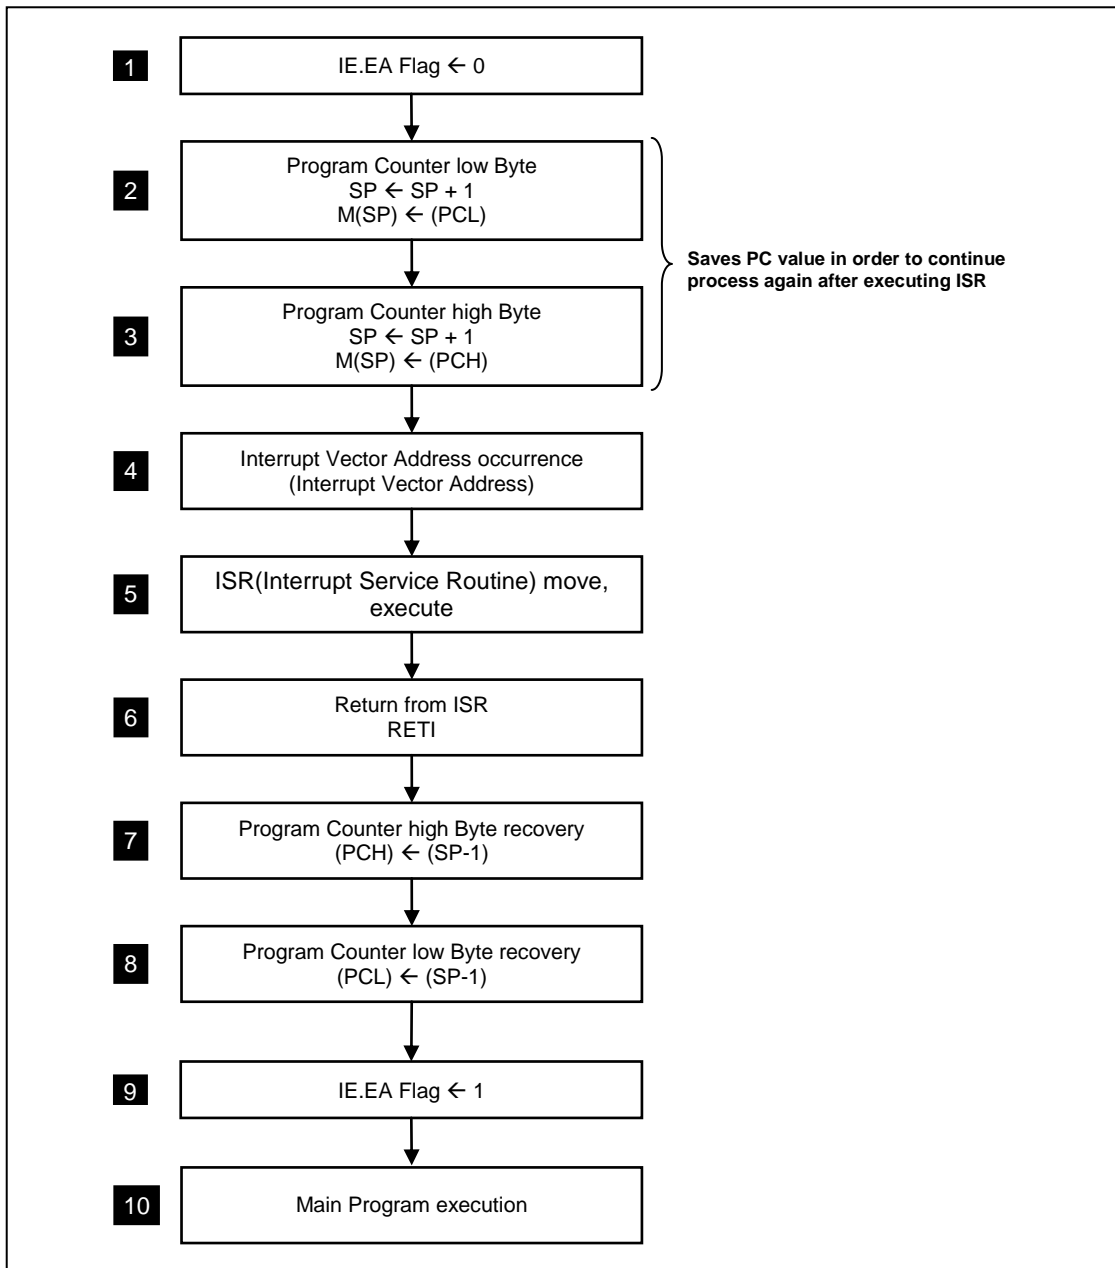 1
IE.EA Flag ← 0
2
Program Counter low Byte
SP ← SP + 1
M(SP) ← (PCL)
3
Program Counter high Byte
SP ← SP + 1
M(SP) ← (PCH)
Saves PC value in order to continue
process again after executing ISR
4
Interrupt Vector Address occurrence
(Interrupt Vector Address)
5
ISR(Interrupt Service Routine) move,
execute
6
Return from ISR
RETI
7
Program Counter high Byte recovery
(PCH) ← (SP-1)
8
Program Counter low Byte recovery
(PCL) ← (SP-1)
9
IE.EA Flag ← 1
10
Main Program execution